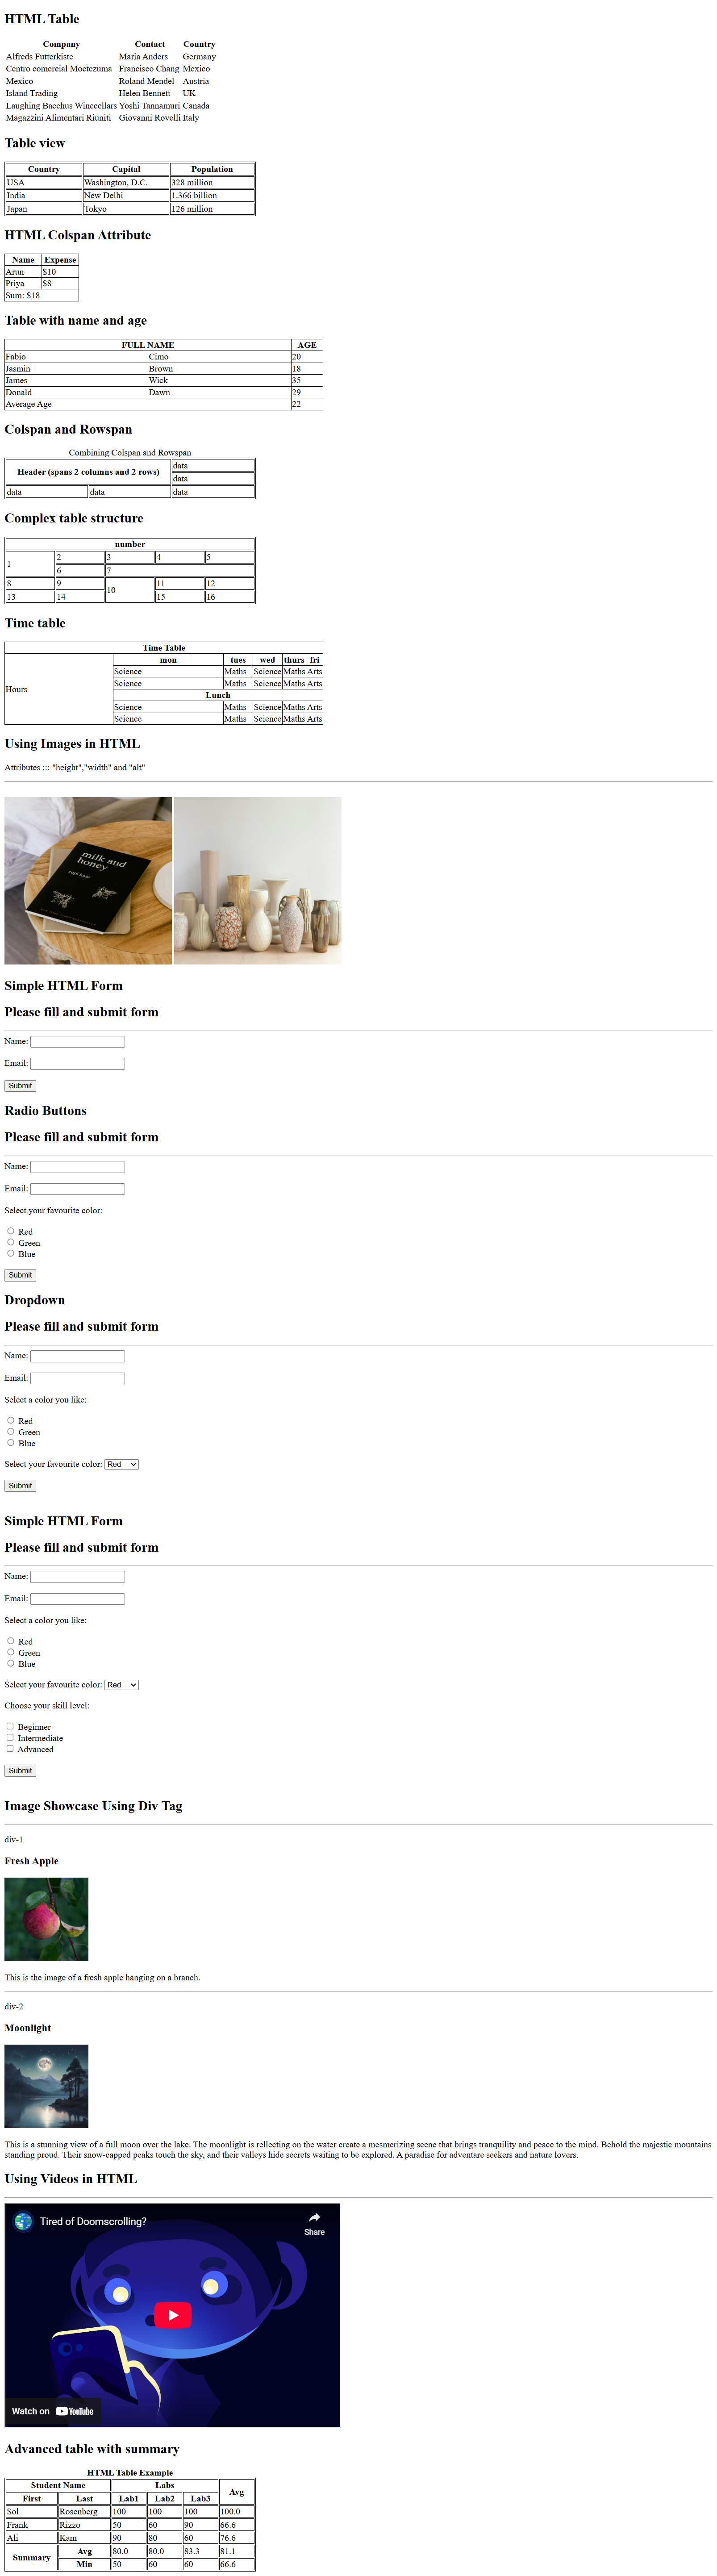 HTML Table
Company Contact Country
Alfreds Futterkiste Maria Anders Germany
Centro comercial Moctezuma Francisco Chang Mexico
Mexico Roland Mendel Austria
Island Trading Helen Bennett UK
Laughing Bacchus Winecellars Yoshi Tannamuri Canada
Magazzini Alimentari Riuniti Giovanni Rovelli Italy
Table view
Country Capital Population
USA Washington, D.C. 328 million
India New Delhi 1.366 billion
Japan Tokyo 126 million
HTML Colspan Attribute
Name Expense
Arun $10
Priya $8
Sum: $18
Table with name and age
FULL NAME AGE
Fabio Cimo 20
Jasmin Brown 18
James Wick 35
Donald Dawn 29
Average Age 22
Colspan and Rowspan
Combining Colspan and Rowspan
Header (spans 2 columns and 2 rows) data
data
data data data
Complex table structure
number
1 2 3 4 5
6 7
8 9 10 11 12
13 14 15 16
Time table
Time Table
Hours mon tues wed thurs fri
Science Maths Science Maths Arts
Science Maths Science Maths Arts
Lunch
Science Maths Science Maths Arts
Science Maths Science Maths Arts
Using Images in HTML
Attributes ::: "height","width" and "alt"
milk and
honey
rupi kaur
Simple HTML Form
Please fill and submit form
Name:
Email:
Submit
Radio Buttons
Please fill and submit form
Name:
Email:
Select your favourite color:
Red
Green
Blue
Submit
Dropdown
Please fill and submit form
Name:
Email:
Select a color you like:
Red
Green
Blue
Select your favourite color: Red
Submit
Simple HTML Form
Please fill and submit form
Name:
Email:
Select a color you like:
Red
Green
Blue
Select your favourite color: Red
Choose your skill level:
Beginner
Intermediate
Advanced
Submit
Image Showcase Using Div Tag
div-1
Fresh Apple
This is the image of a fresh apple hanging on a branch.
div-2
Moonlight
This is a stunning view of a full moon over the lake. The moonlight is rellecting on the water create a mesmerizing scene that brings tranquility and peace to the mind. Behold the majestic mountains
standing proud. Their snow-capped peaks touch the sky, and their valleys hide secrets waiting to be explored. A paradise for adventare seekers and nature lovers.
Using Videos in HTML
Tired of Doomscrolling?
Share
Watch on YouTube
Advanced table with summary
HTML Table Example
Student Name Labs Avg
First Last Lab1 Lab2 Lab3
Sol Rosenberg 100 100 100 100.0
Frank Rizzo 50 60 90 66.6
Ali Kam 90 80 60 76.6
Summary Avg 80.0 80.0 83.3 81.1
Min 50 60 60 66.6